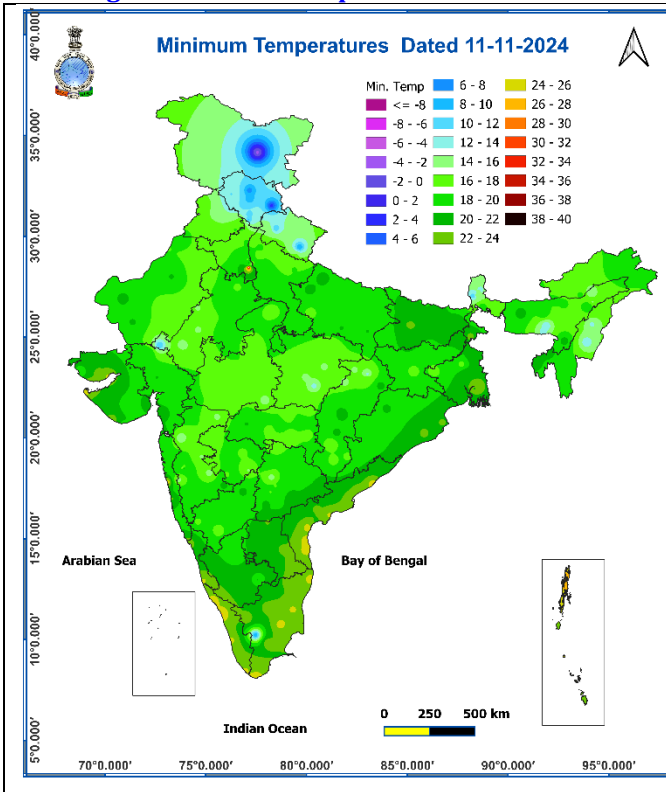 Minimum Temperatures Dated 11-11-2024
Min. Temp
<= -8
-8 - -6
-6 - -4
-4 - -2
-2 - 0
0 - 2
2 - 4
4 - 6
6 - 8
8 - 10
10 - 12
12 - 14
14 - 16
16 - 18
18 - 20
20 - 22
22 - 24
24 - 26
26 - 28
28 - 30
30 - 32
32 - 34
34 - 36
36 - 38
38 - 40
40°0.000'
35°0.000'
30°0.000'
25°0.000'
20°0.000'
15°0.000'
10°0.000'
5°0.000'
Arabian Sea
Bay of Bengal
Indian Ocean
0 250 500 km
70°0.000' 75°0.000' 80°0.000' 85°0.000' 90°0.000' 95°0.000'